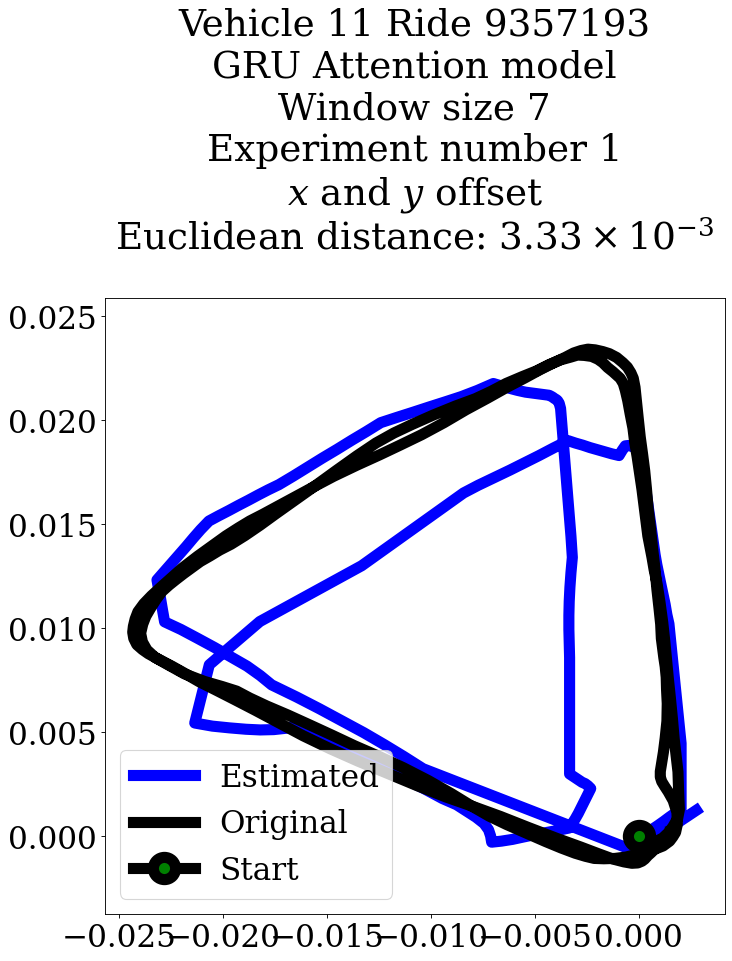 Vehicle 11 Ride 9357193
GRU Attention model
Window size 7
Experiment number 1
x and y offset
Euclidean distance: 3.33 × 10⁻³
0.025
0.020
0.015
0.010
0.005
0.000
Estimated
Original
Start
−0.025 −0.020 −0.015 −0.010 −0.005 0.000